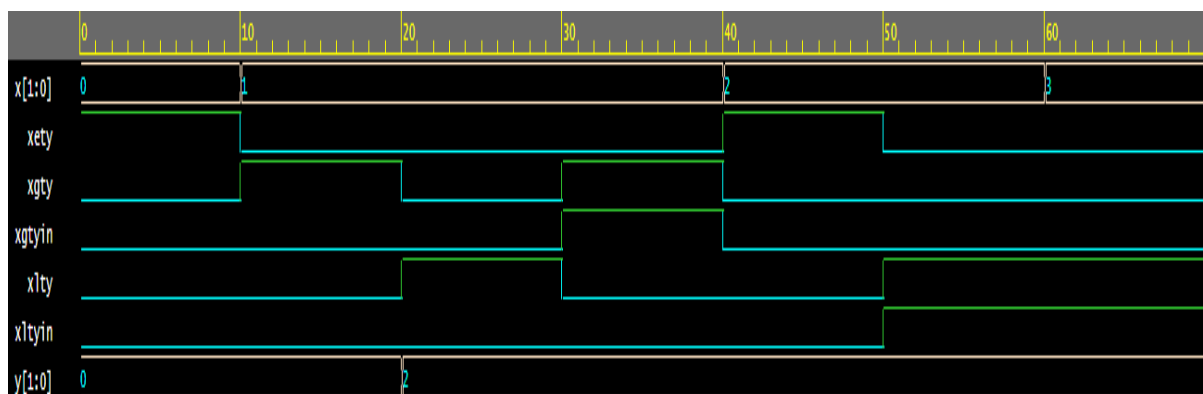 0 10 20 30 40 50 60
x[1:0] 0 1 2 3
xety
xgty
xgtyin
xlty
xltyin
y[1:0] 0 2